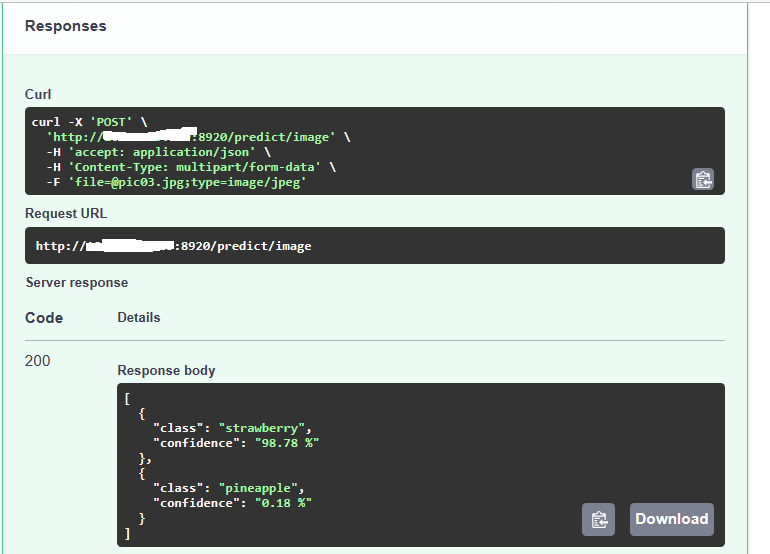 Responses
Curl
curl -X 'POST' \
'http:// :8920/predict/image' \
-H 'accept: application/json' \
-H 'Content-Type: multipart/form-data' \
-F 'file=@pic03.jpg;type=image/jpeg'
Request URL
http:// :8920/predict/image
Server response
Code Details
200
Response body
[
{
"class": "strawberry",
"confidence": "98.78 %"
},
{
"class": "pineapple",
"confidence": "0.18 %"
}
]
Download